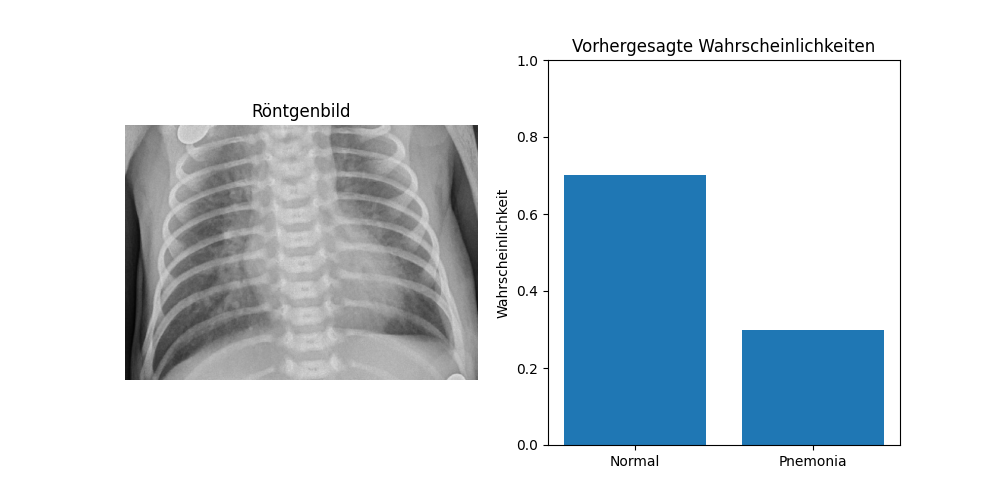 Röntgenbild
Vorhergesagte Wahrscheinlichkeiten
Wahrscheinlichkeit
1.0
0.8
0.6
0.4
0.2
0.0
Normal
Pnemonia